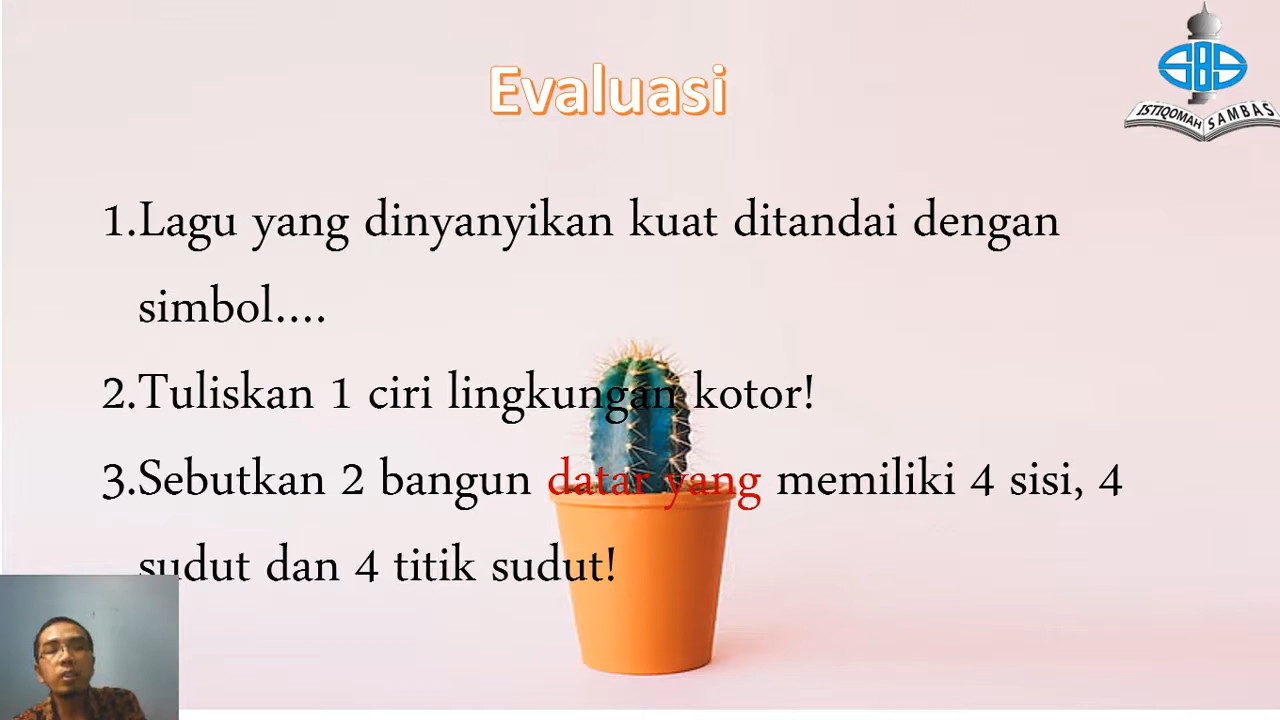 Evaluasi
SBS
ISTIQOMAH SAMBAS
1.Lagu yang dinyanyikan kuat ditandai dengan
simbol....
2.Tuliskan 1 ciri lingkungan kotor!
3.Sebutkan 2 bangun datar yang memiliki 4 sisi, 4
sudut dan 4 titik sudut!